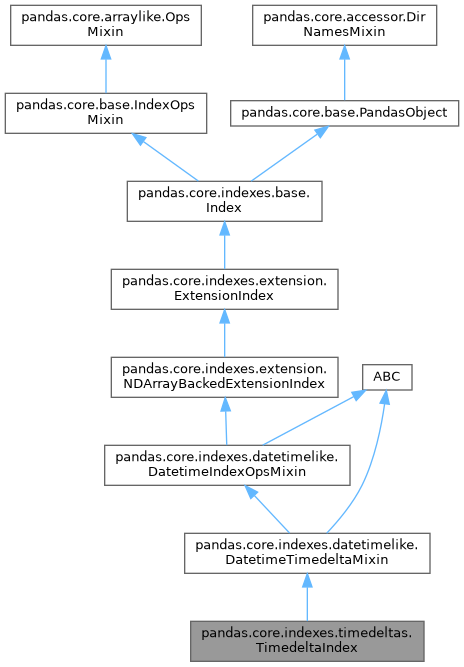 pandas.core.arraylike.Ops
Mixin
pandas.core.accessor.Dir
NamesMixin
pandas.core.base.IndexOps
Mixin
pandas.core.base.PandasObject
pandas.core.indexes.base.
Index
pandas.core.indexes.extension.
ExtensionIndex
pandas.core.indexes.extension.
NDArrayBackedExtensionIndex
ABC
pandas.core.indexes.datetimelike.
DatetimeIndexOpsMixin
pandas.core.indexes.datetimelike.
DatetimeTimedeltaMixin
pandas.core.indexes.timedeltas.
TimedeltaIndex